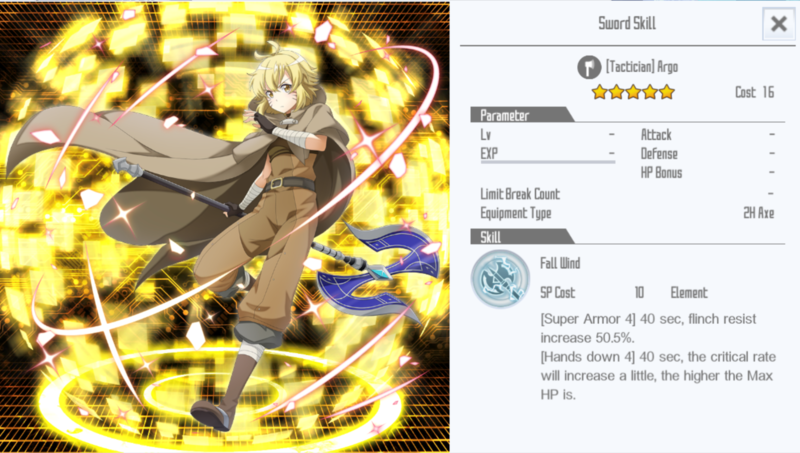 Sword Skill
[Tactician] Argo
Cost 16
Parameter
Lv -
Attack -
EXP -
Defense -
HP Bonus -
Limit Break Count -
Equipment Type 2H Axe
Skill
Fall Wind
SP Cost 10 Element
[Super Armor 4] 40 sec, flinch resist
increase 50.5%.
[Hands down 4] 40 sec, the critical rate
will increase a little, the higher the Max
HP is.